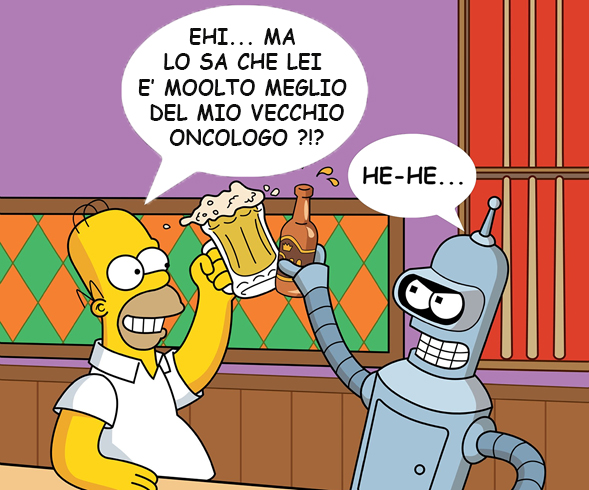 EHI... MA
LO SA CHE LEI
E' MOOLTO MEGLIO
DEL MIO VECCHIO
ONCOLOGO ?!?
HE-HE...